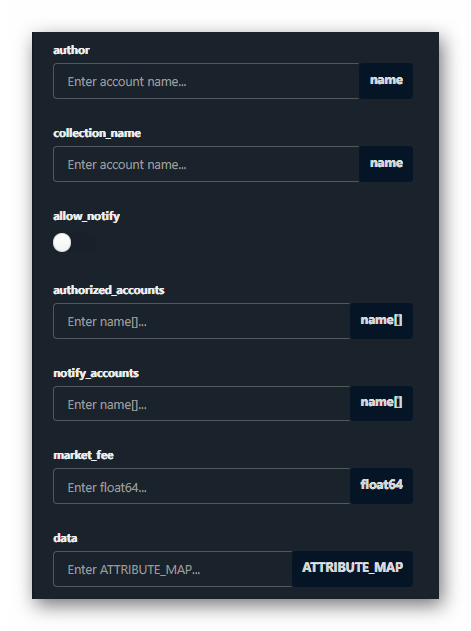 author
Enter account name... name
collection_name
Enter account name... name
allow_notify
authorized_accounts
Enter name[]... name[]
notify_accounts
Enter name[]... name[]
market_fee
Enter float64... float64
data
Enter ATTRIBUTE_MAP... ATTRIBUTE_MAP